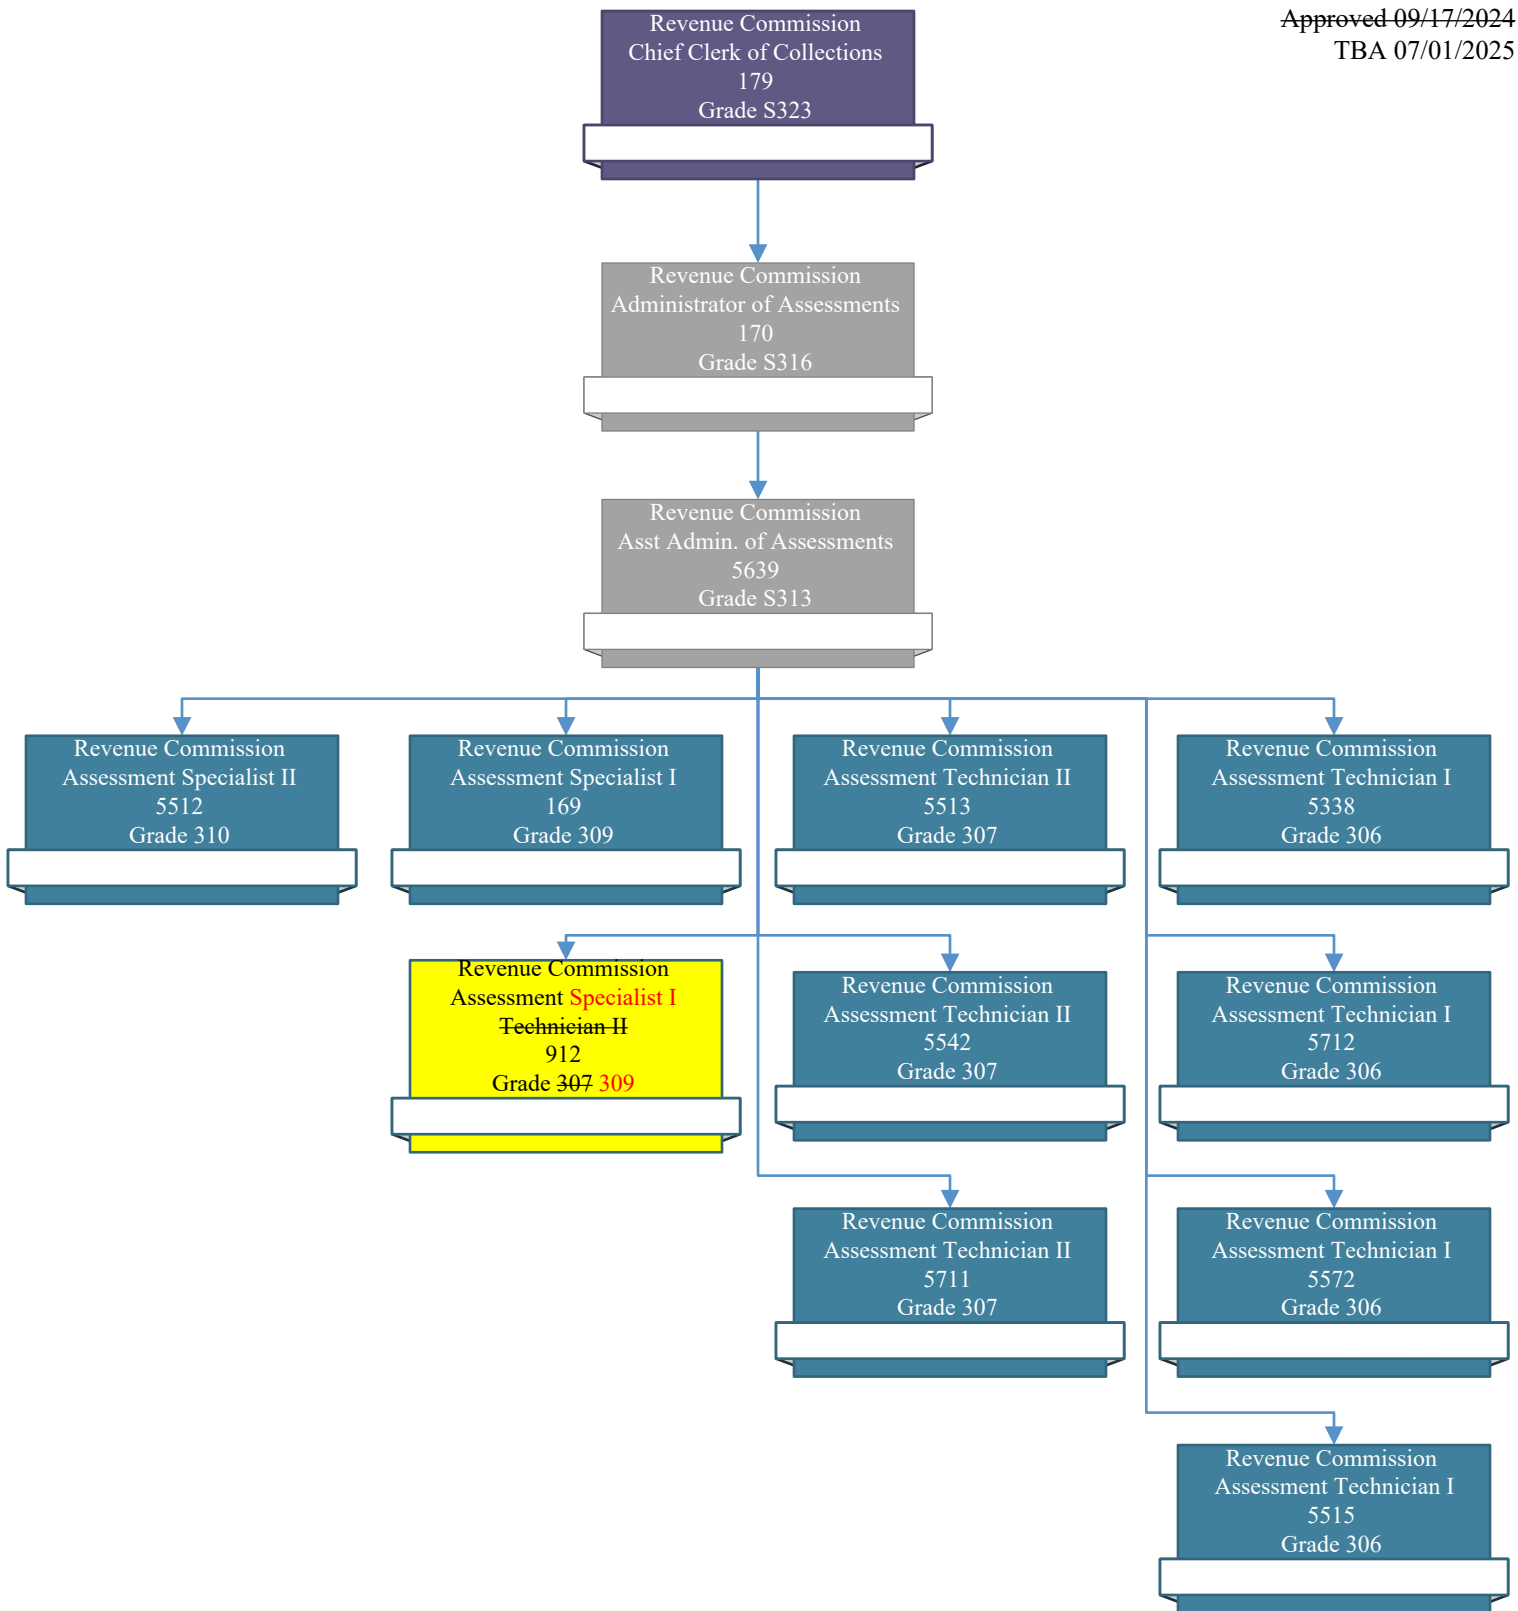 Approved 09/17/2024
TBA 07/01/2025
Revenue Commission
Chief Clerk of Collections
179
Grade S323
Revenue Commission
Administrator of Assessments
170
Grade S316
Revenue Commission
Asst Admin. of Assessments
5639
Grade S313
Revenue Commission
Assessment Specialist II
5512
Grade 310
Revenue Commission
Assessment Specialist I
169
Grade 309
Revenue Commission
Assessment Technician II
5513
Grade 307
Revenue Commission
Assessment Technician I
5338
Grade 306
Revenue Commission
Assessment Specialist I
Technician II
912
Grade 307 309
Revenue Commission
Assessment Technician II
5542
Grade 307
Revenue Commission
Assessment Technician I
5712
Grade 306
Revenue Commission
Assessment Technician II
5711
Grade 307
Revenue Commission
Assessment Technician I
5572
Grade 306
Revenue Commission
Assessment Technician I
5515
Grade 306